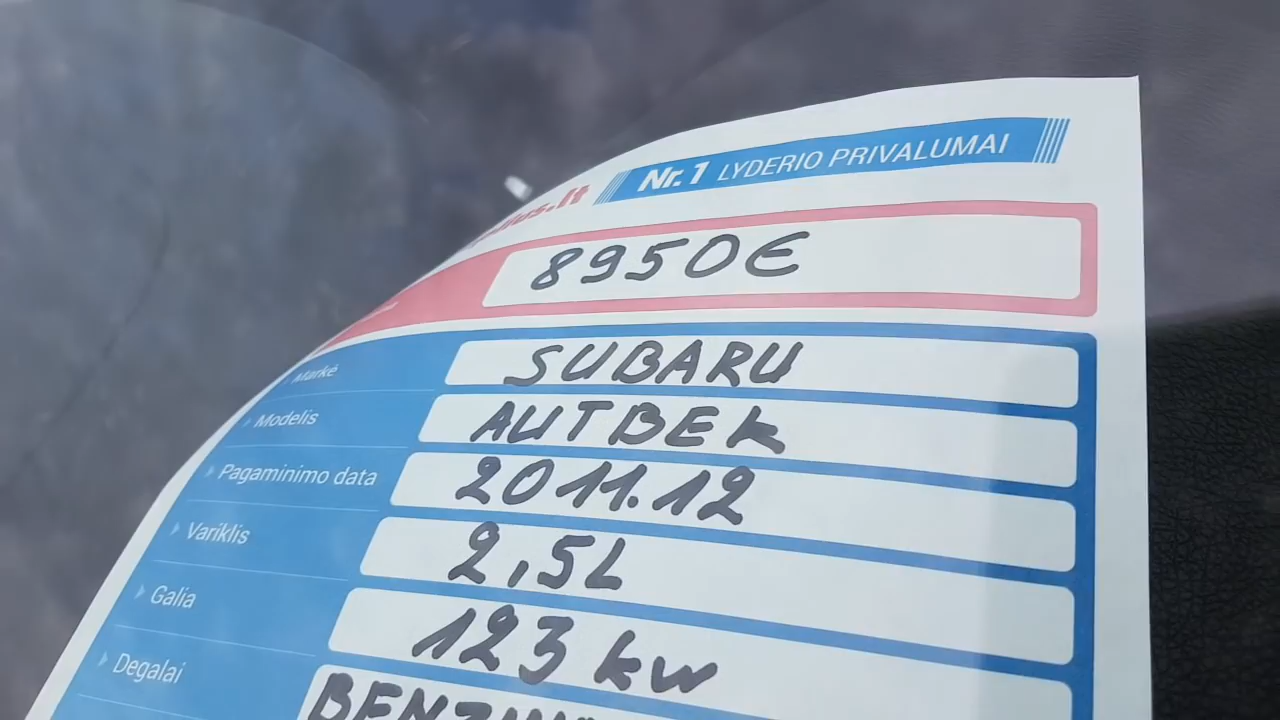 Nr.1 LYDERIO PRIVALUMAI
8950€
Markė SUBARU
Modelis AUTBEK
Pagaminimo data 2011.12
Variklis 2,5L
Galia 123 kw
Degalai